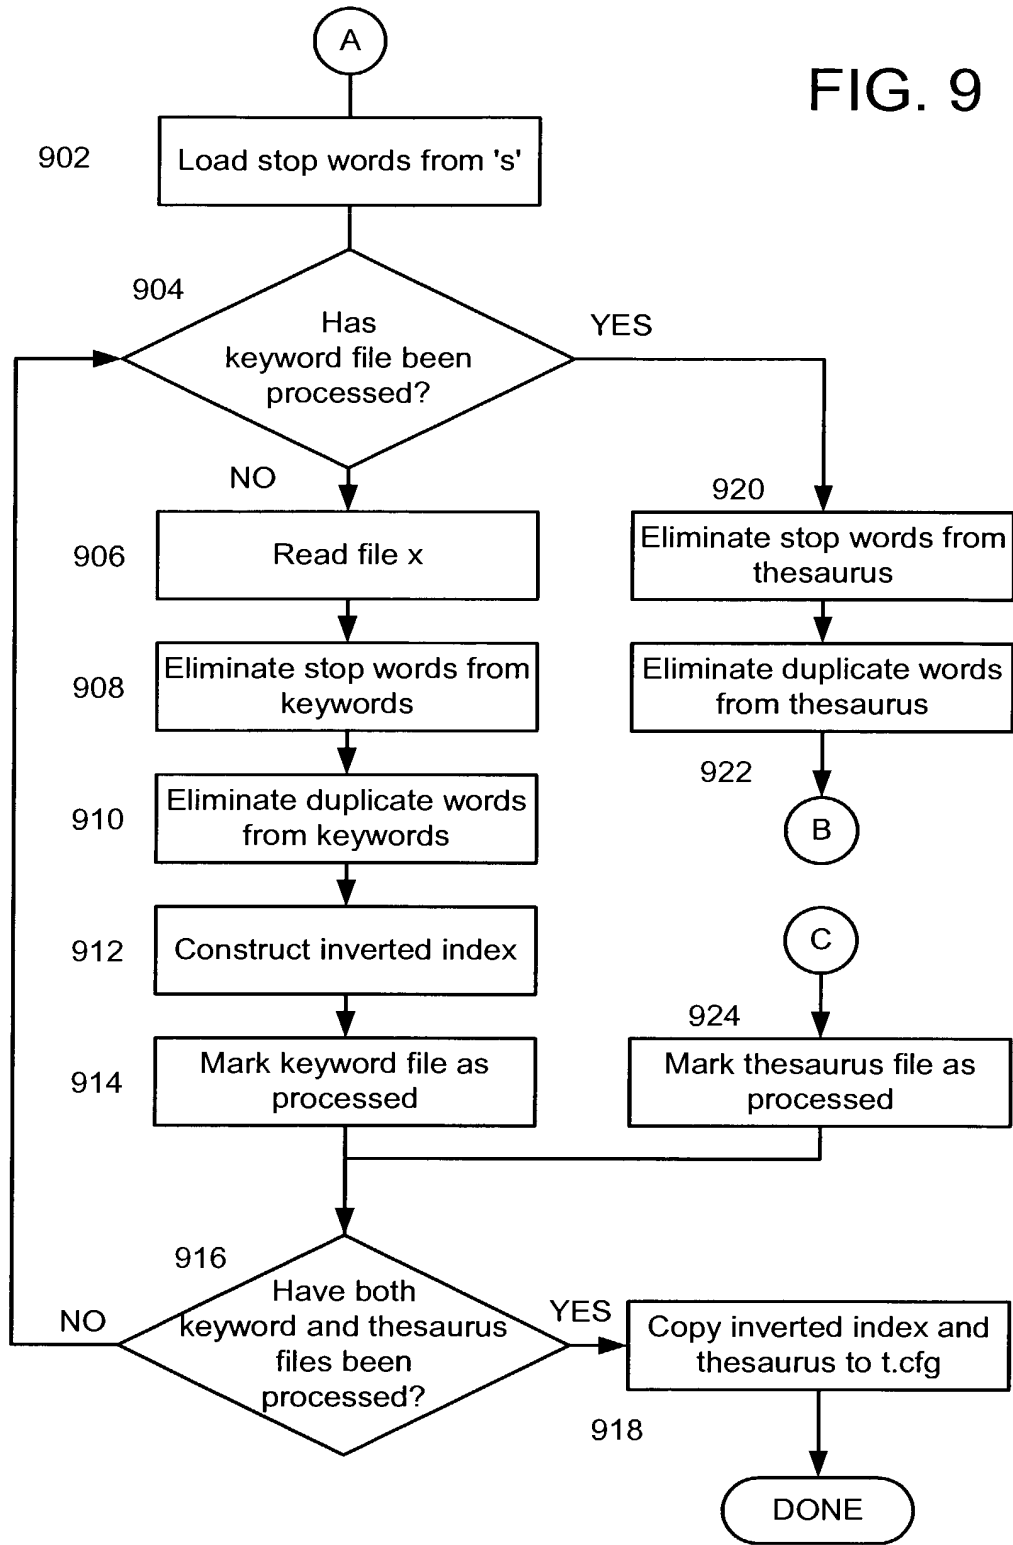 A
FIG. 9
902
Load stop words from 's'
904
Has
keyword file been
processed?
YES
NO
906
Read file x
908
Eliminate stop words from
keywords
910
Eliminate duplicate words
from keywords
912
Construct inverted index
914
Mark keyword file as
processed
920
Eliminate stop words from
thesaurus
Eliminate duplicate words
from thesaurus
922
B
C
924
Mark thesaurus file as
processed
916
Have both
keyword and thesaurus
files been
processed?
NO
YES
Copy inverted index and
thesaurus to t.cfg
918
DONE